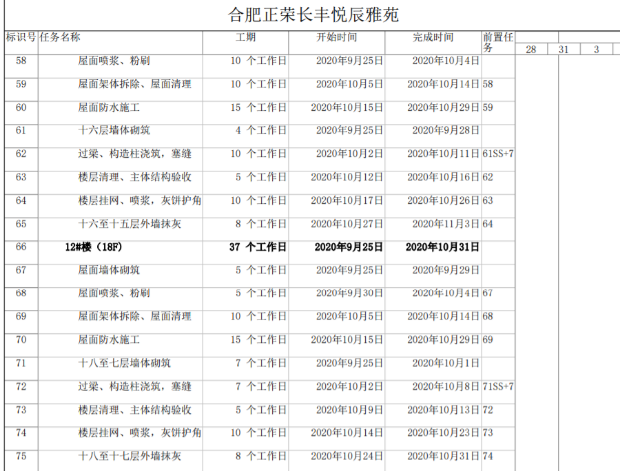 合肥正荣长丰悦辰雅苑
标识号 任务名称 工期 开始时间 完成时间 前置任务 28 31 3
58 屋面喷浆、粉刷 10 个工作日 2020年9月25日 2020年10月4日
59 屋面架体拆除、屋面清理 10 个工作日 2020年10月5日 2020年10月14日 58
60 屋面防水施工 15 个工作日 2020年10月15日 2020年10月29日 59
61 十六层墙体砌筑 4 个工作日 2020年9月25日 2020年9月28日
62 过梁、构造柱浇筑，塞缝 10 个工作日 2020年10月2日 2020年10月11日 61SS+7
63 楼层清理、主体结构验收 5 个工作日 2020年10月12日 2020年10月16日 62
64 楼层挂网、喷浆，灰饼护角 10 个工作日 2020年10月17日 2020年10月26日 63
65 十六至十五层外墙抹灰 8 个工作日 2020年10月27日 2020年11月3日 64
66 12#楼（18F） 37 个工作日 2020年9月25日 2020年10月31日
67 屋面墙体砌筑 5 个工作日 2020年9月25日 2020年9月29日
68 屋面喷浆、粉刷 5 个工作日 2020年9月30日 2020年10月4日 67
69 屋面架体拆除、屋面清理 10 个工作日 2020年10月5日 2020年10月14日 68
70 屋面防水施工 15 个工作日 2020年10月15日 2020年10月29日 69
71 十八至七层墙体砌筑 7 个工作日 2020年9月25日 2020年10月1日
72 过梁、构造柱浇筑，塞缝 7 个工作日 2020年10月2日 2020年10月8日 71SS+7
73 楼层清理、主体结构验收 5 个工作日 2020年10月9日 2020年10月13日 72
74 楼层挂网、喷浆，灰饼护角 10 个工作日 2020年10月14日 2020年10月23日 73
75 十八至十七层外墙抹灰 8 个工作日 2020年10月24日 2020年10月31日 74